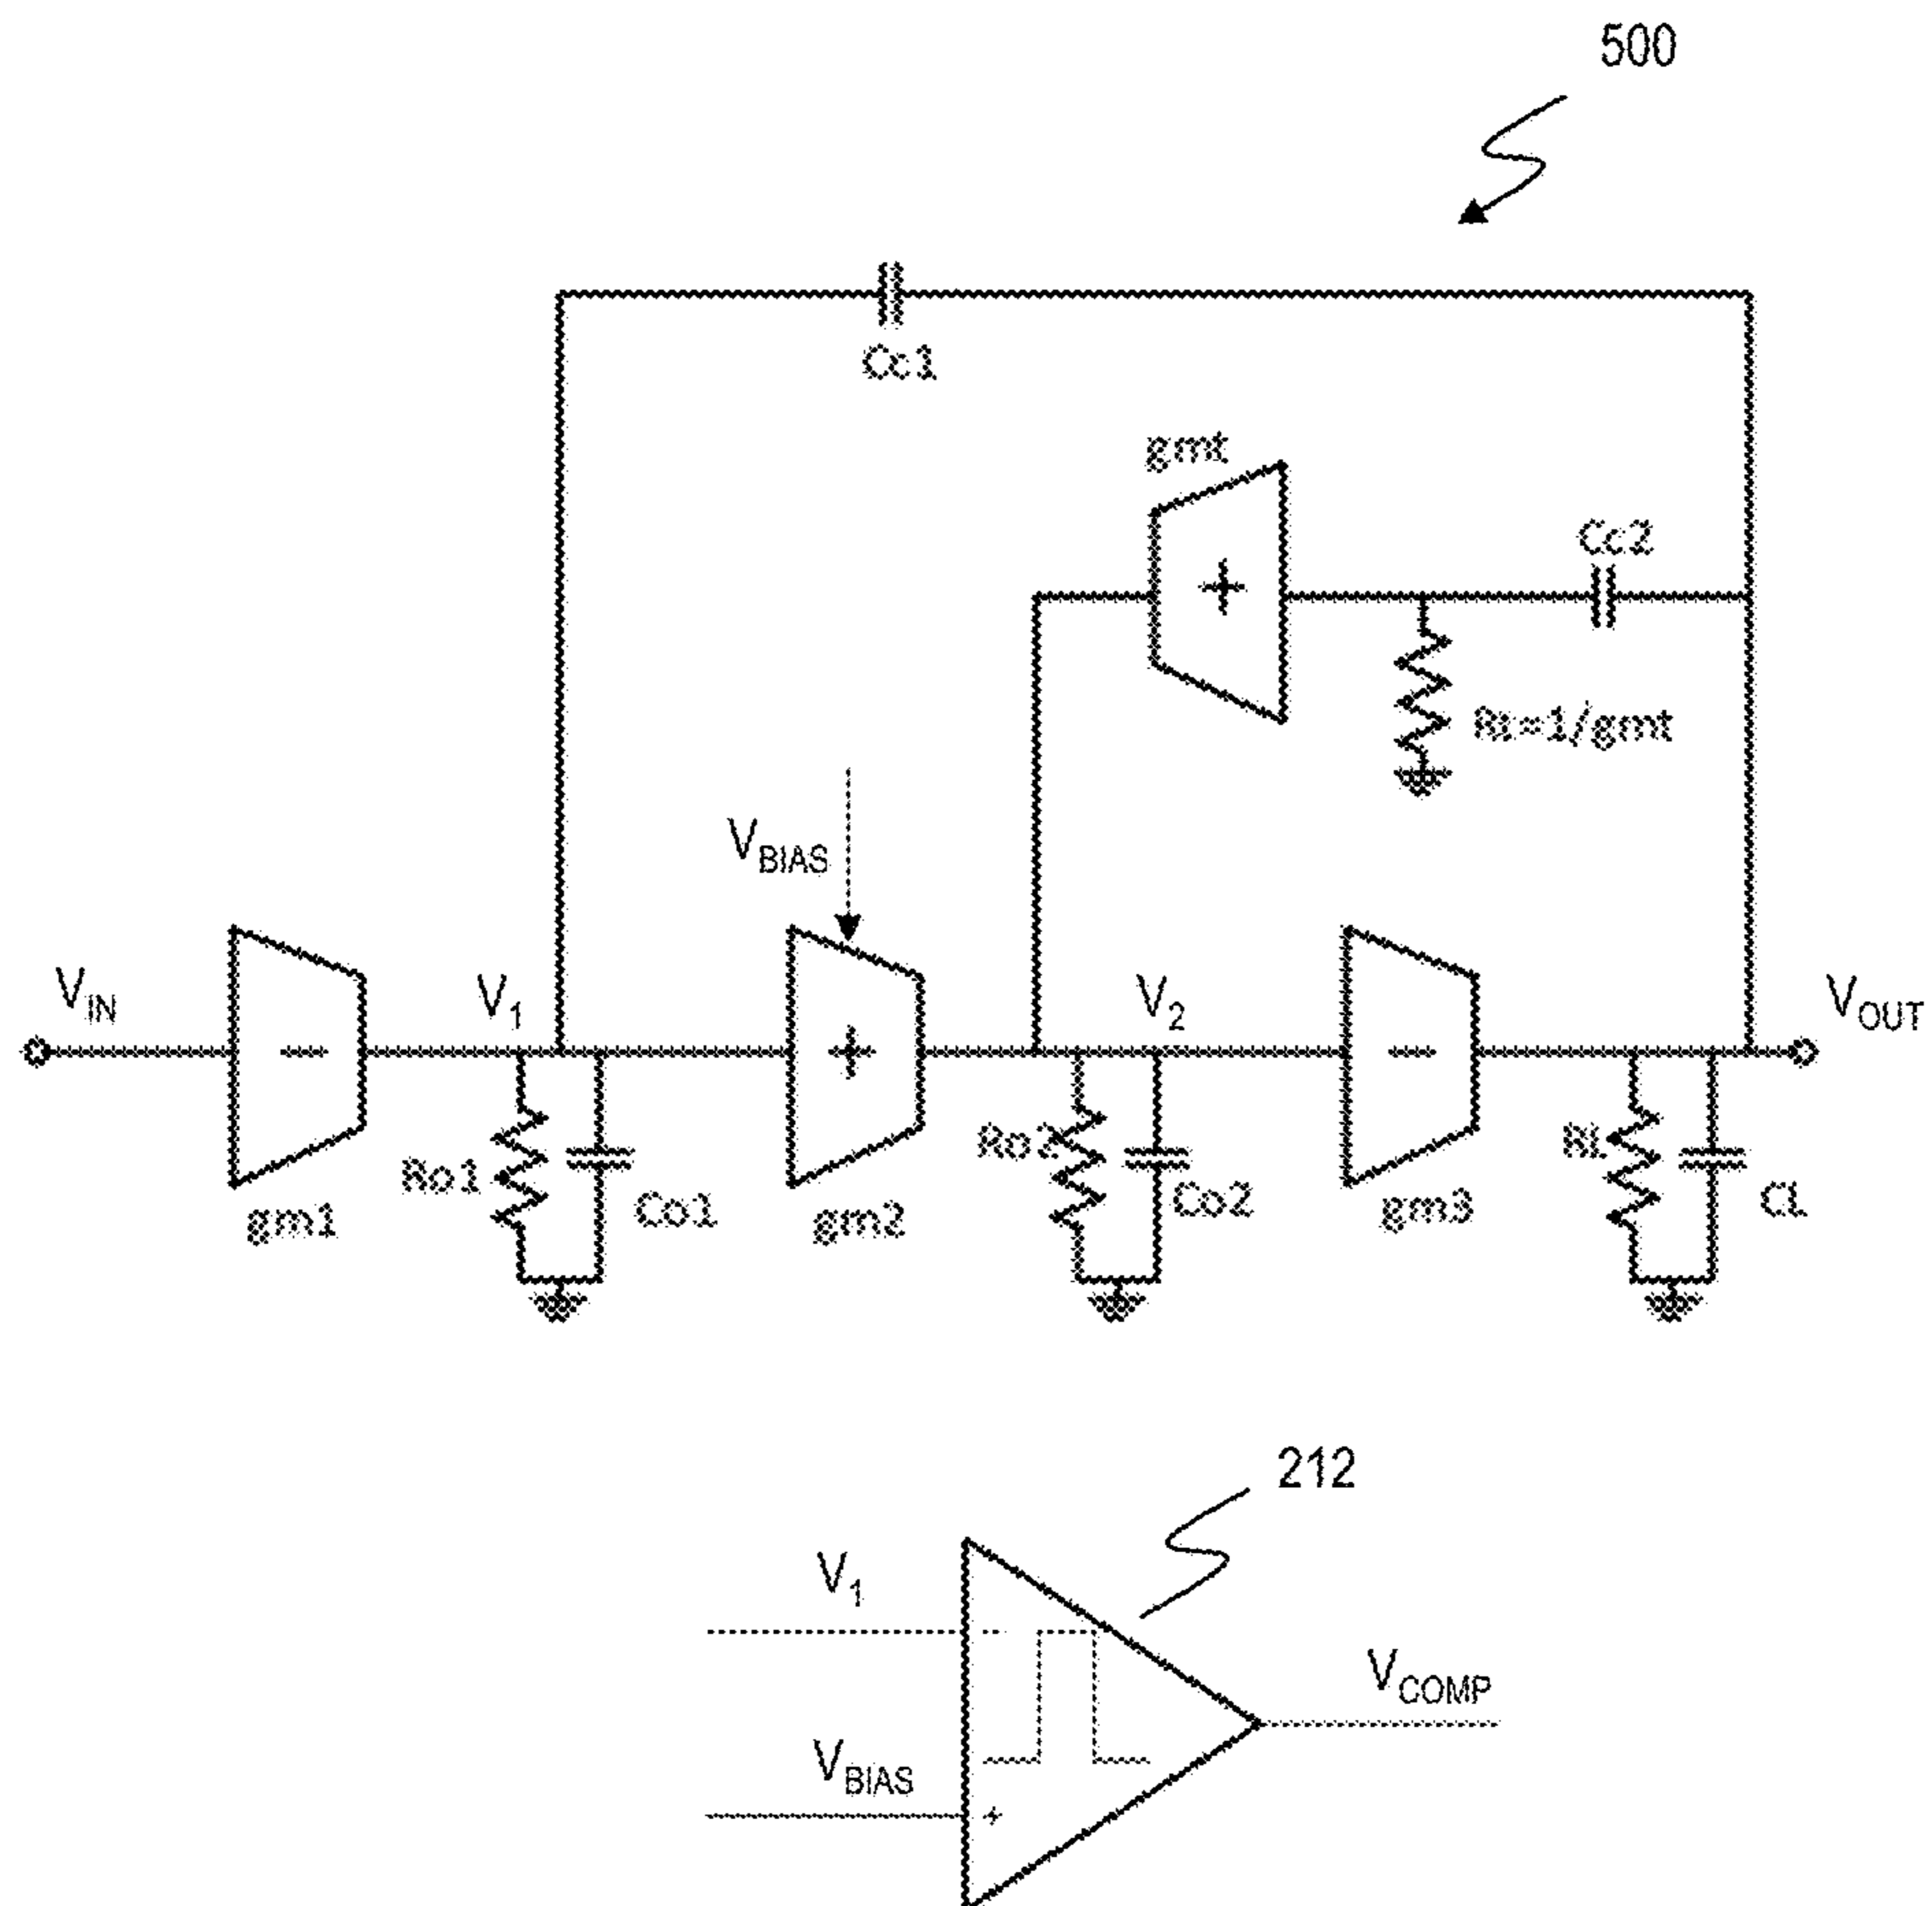 500
Cc1
gmt
Cc2
Rt=1/gmt
VBIAS
VIN
V1
V2
VOUT
Ro1
Co1
Ro2
Co2
Rl
Cl
gm1
gm2
gm3
212
V1
VCOMP
VBIAS